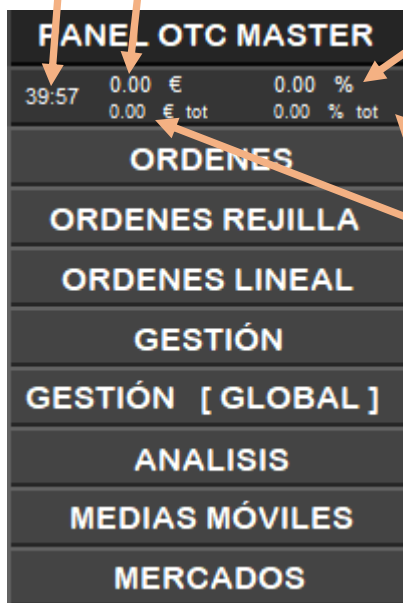 PANEL OTC MASTER
39:57 0.00 € 0.00 %
0.00 € tot 0.00 % tot
ORDENES
ORDENES REJILLA
ORDENES LINEAL
GESTIÓN
GESTIÓN [ GLOBAL ]
ANALISIS
MEDIAS MÓVILES
MERCADOS